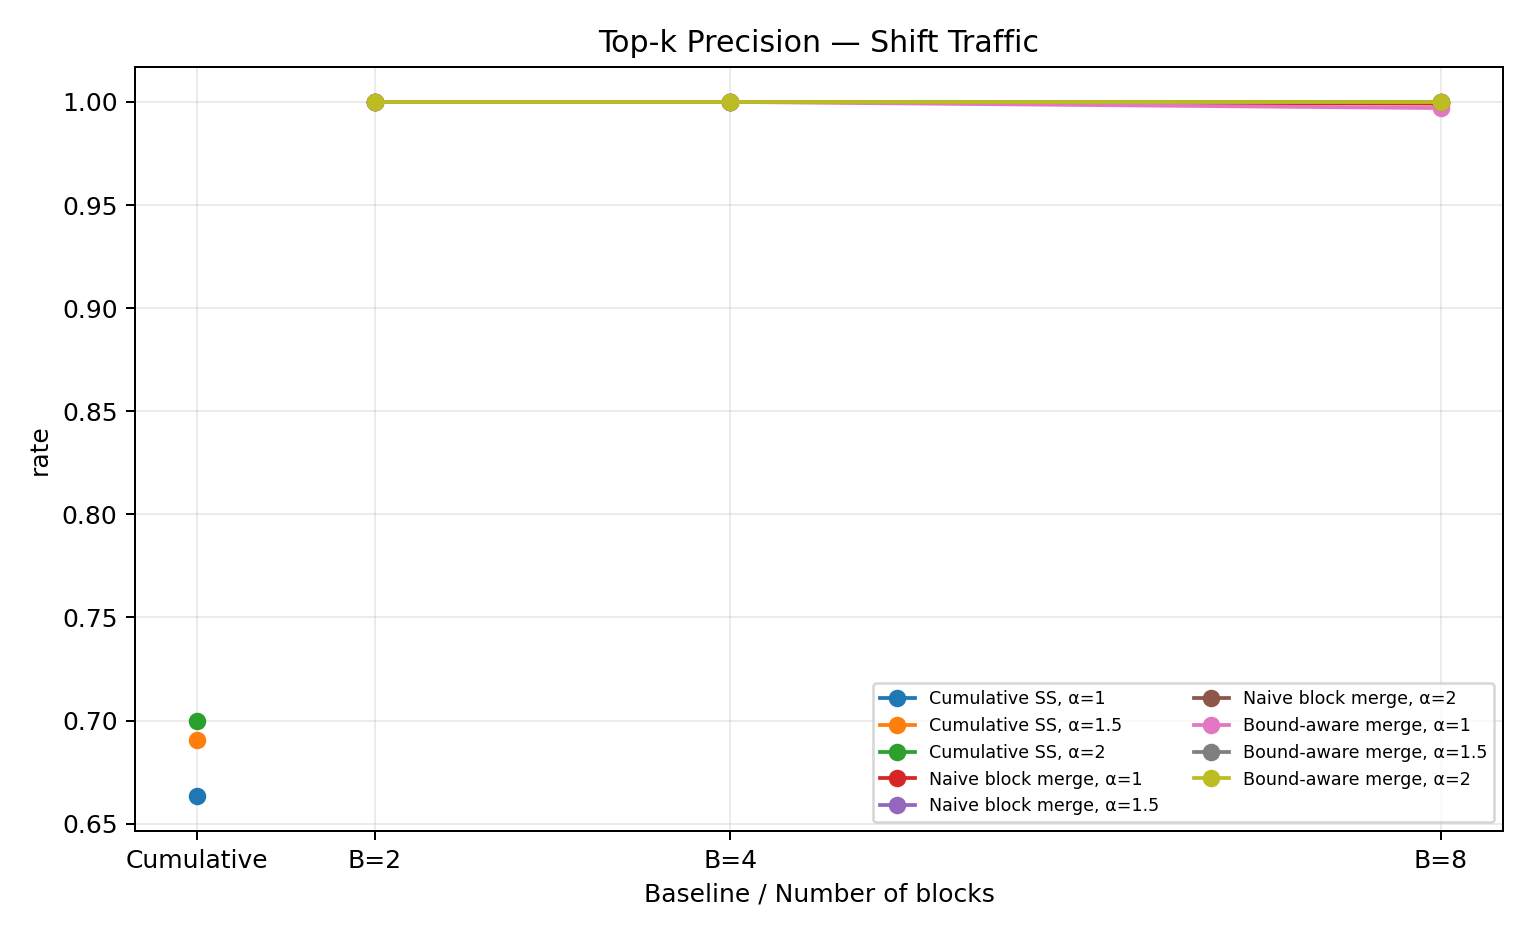 Top-k Precision — Shift Traffic
1.00
0.95
0.90
0.85
0.80
0.75
0.70
0.65
rate
Cumulative B=2 B=4 B=8
Baseline / Number of blocks
Cumulative SS, α=1
Cumulative SS, α=1.5
Cumulative SS, α=2
Naive block merge, α=1
Naive block merge, α=1.5
Naive block merge, α=2
Bound-aware merge, α=1
Bound-aware merge, α=1.5
Bound-aware merge, α=2